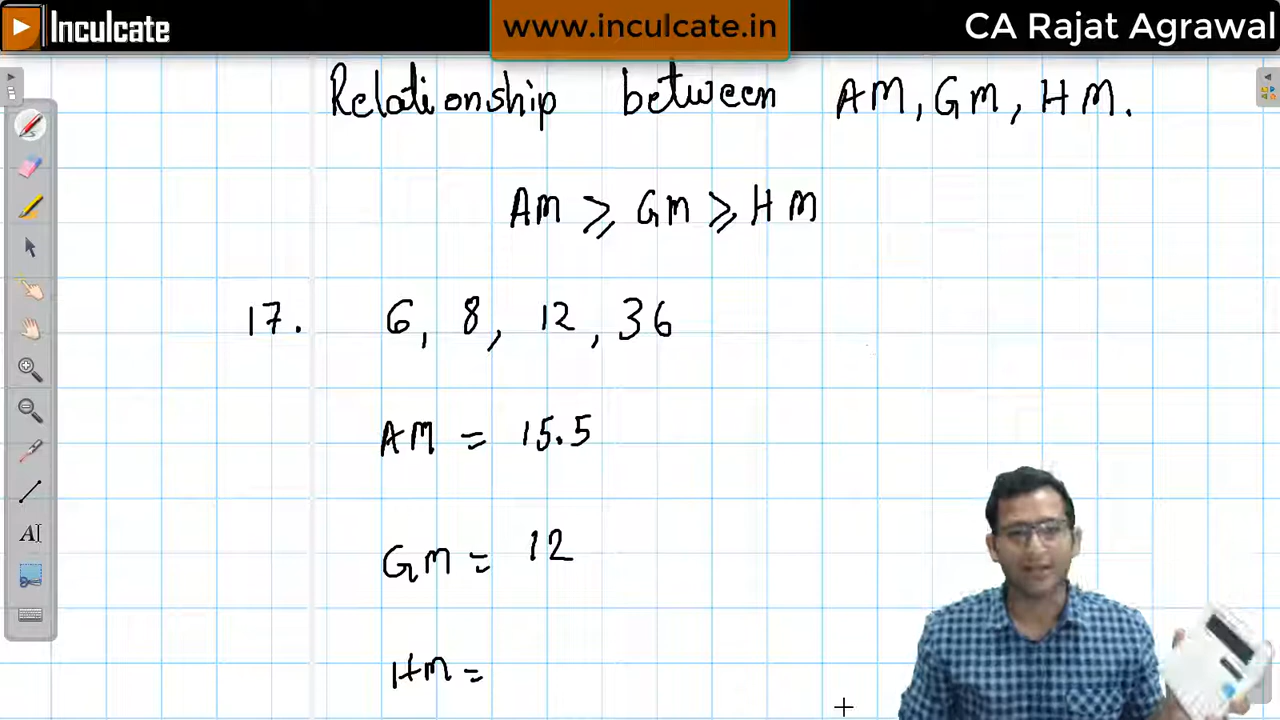 Inculcate
www.inculcate.in
CA Rajat Agrawal
Relationship between AM, GM, HM.
AM ⩾ GM ⩾ HM
17. 6, 8, 12, 36
AM = 15.5
GM = 12
HM =
AI